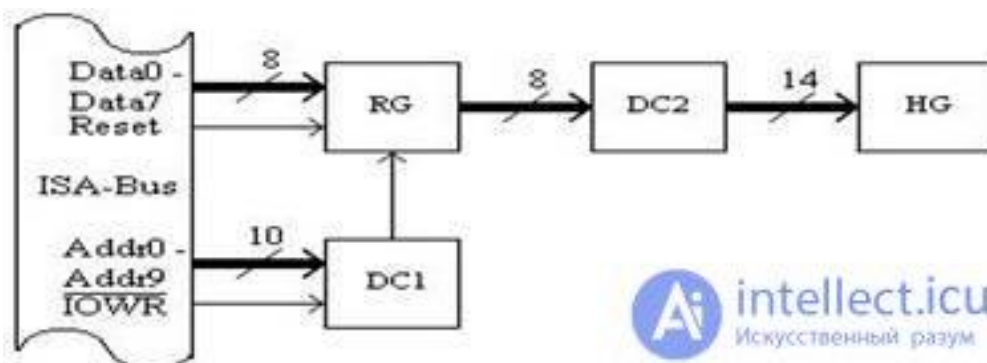 Data0 -
Data7
Reset
ISA-Bus
Addr0 -
Addr9
IOWR
8
RG
8
DC2
14
HG
10
DC1
Ai
intellect.icu
Искусственный разум